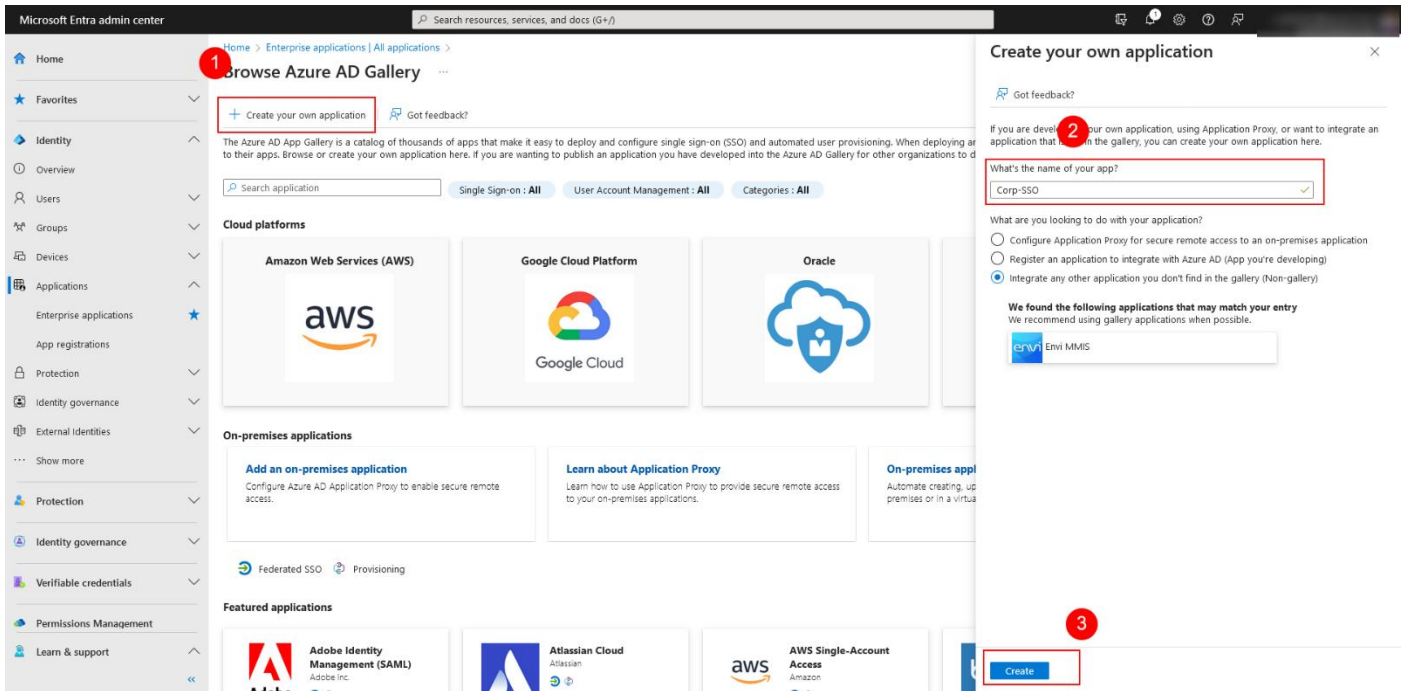 Microsoft Entra admin center
Search resources, services, and docs (G+/)
1
Home
Favorites
Identity
Overview
Users
Groups
Devices
Applications
Enterprise applications
App registrations
Protection
Identity governance
External Identities
Show more
Protection
Identity governance
Verifiable credentials
Permissions Management
Learn & support
Home > Enterprise applications | All applications >
1
Browse Azure AD Gallery
Create your own application
Got feedback?
The Azure AD App Gallery is a catalog of thousands of apps that make it easy to deploy and configure single sign-on (SSO) and automated user provisioning. When deploying an
to their apps. Browse or create your own application here. If you are wanting to publish an application you have developed into the Azure AD Gallery for other organizations to d
Search application
Single Sign-on : All
User Account Management : All
Categories : All
Cloud platforms
Amazon Web Services (AWS)
aws
Google Cloud Platform
Google Cloud
Oracle
On-premises applications
Add an on-premises application
Configure Azure AD Application Proxy to enable secure remote
access.
Learn about Application Proxy
Learn how to use Application Proxy to provide secure remote access
to your on-premises applications.
On-premises appl
Automate creating, up
premises or in a virtua
Federated SSO
Provisioning
Featured applications
Adobe
Adobe Identity
Management (SAML)
Adobe Inc.
Atlassian Cloud
Atlassian
aws
AWS Single-Account
Access
Amazon
Create your own application
Got feedback?
2
If you are devel our own application, using Application Proxy, or want to integrate an
application that is in the gallery, you can create your own application here.
What's the name of your app?
Corp-SSO
What are you looking to do with your application?
Configure Application Proxy for secure remote access to an on-premises application
Register an application to integrate with Azure AD (App you're developing)
Integrate any other application you don't find in the gallery (Non-gallery)
We found the following applications that may match your entry
We recommend using gallery applications when possible.
envi Envi MMIS
3
Create